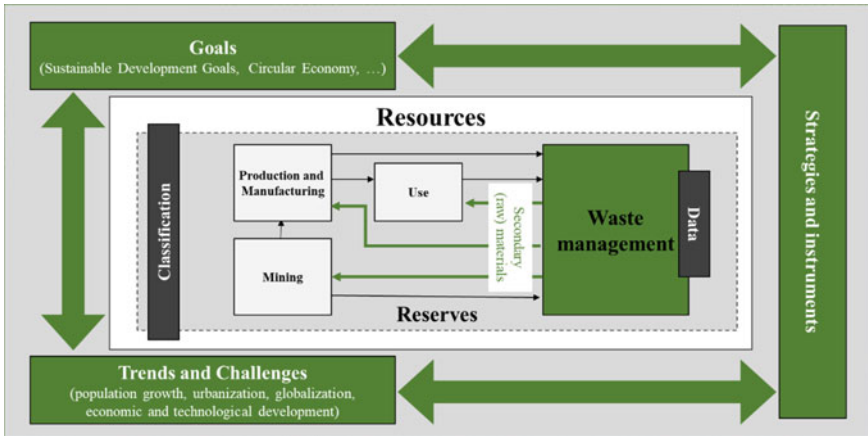 Goals
(Sustainable Development Goals, Circular Economy, …)
Resources
Classification
Production and
Manufacturing
Use
Mining
Secondary
(raw) materials
Waste
management
Data
Reserves
Strategies and instruments
Trends and Challenges
(population growth, urbanization, globalization,
economic and technological development)